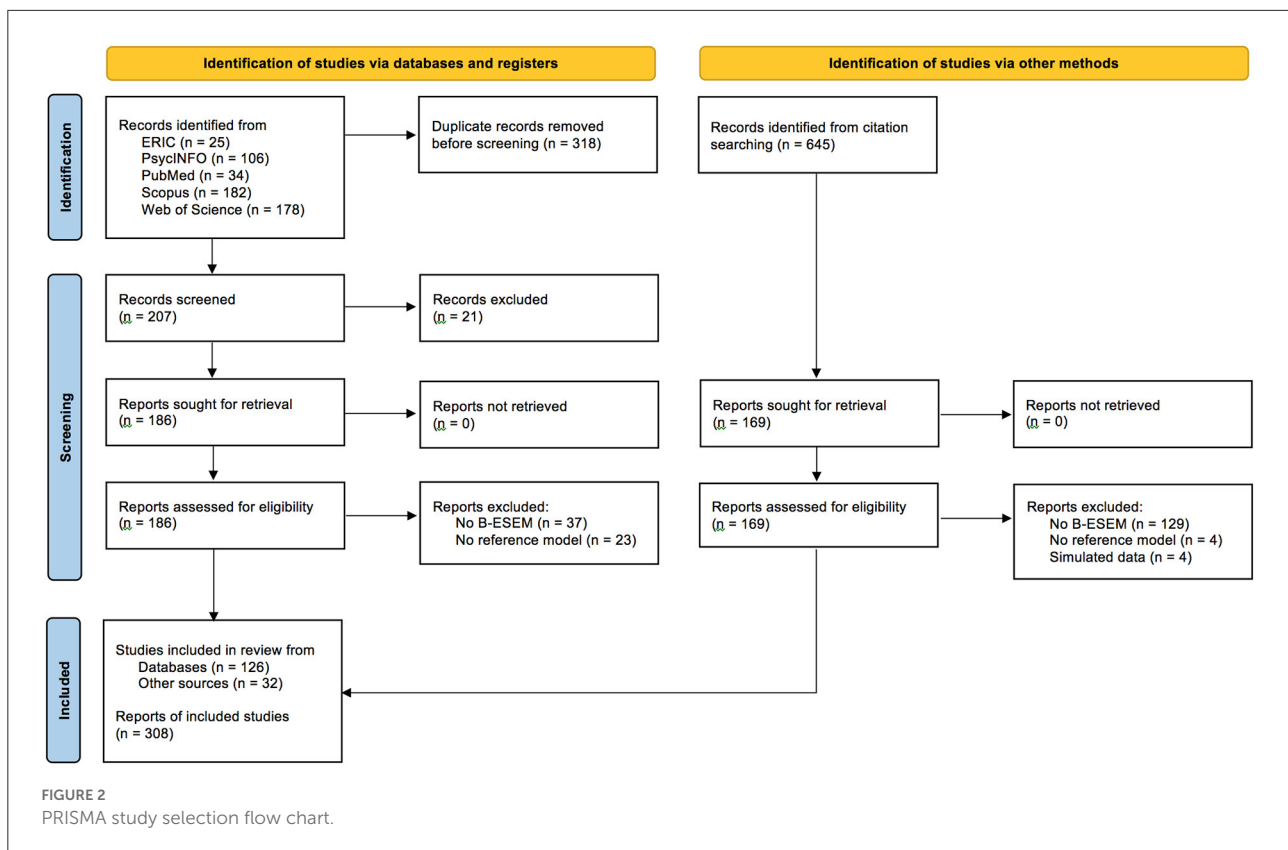 Identification of studies via databases and registers
Identification of studies via other methods
Identification
Records identified from
ERIC (n = 25)
PsycINFO (n = 106)
PubMed (n = 34)
Scopus (n = 182)
Web of Science (n = 178)
Duplicate records removed
before screening (n = 318)
Records identified from citation
searching (n = 645)
Screening
Records screened
(n = 207)
Records excluded
(n = 21)
Reports sought for retrieval
(n = 186)
Reports not retrieved
(n = 0)
Reports sought for retrieval
(n = 169)
Reports not retrieved
(n = 0)
Reports assessed for eligibility
(n = 186)
Reports excluded:
No B-ESEM (n = 37)
No reference model (n = 23)
Reports assessed for eligibility
(n = 169)
Reports excluded:
No B-ESEM (n = 129)
No reference model (n = 4)
Simulated data (n = 4)
Included
Studies included in review from
Databases (n = 126)
Other sources (n = 32)
Reports of included studies
(n = 308)
FIGURE 2
PRISMA study selection flow chart.